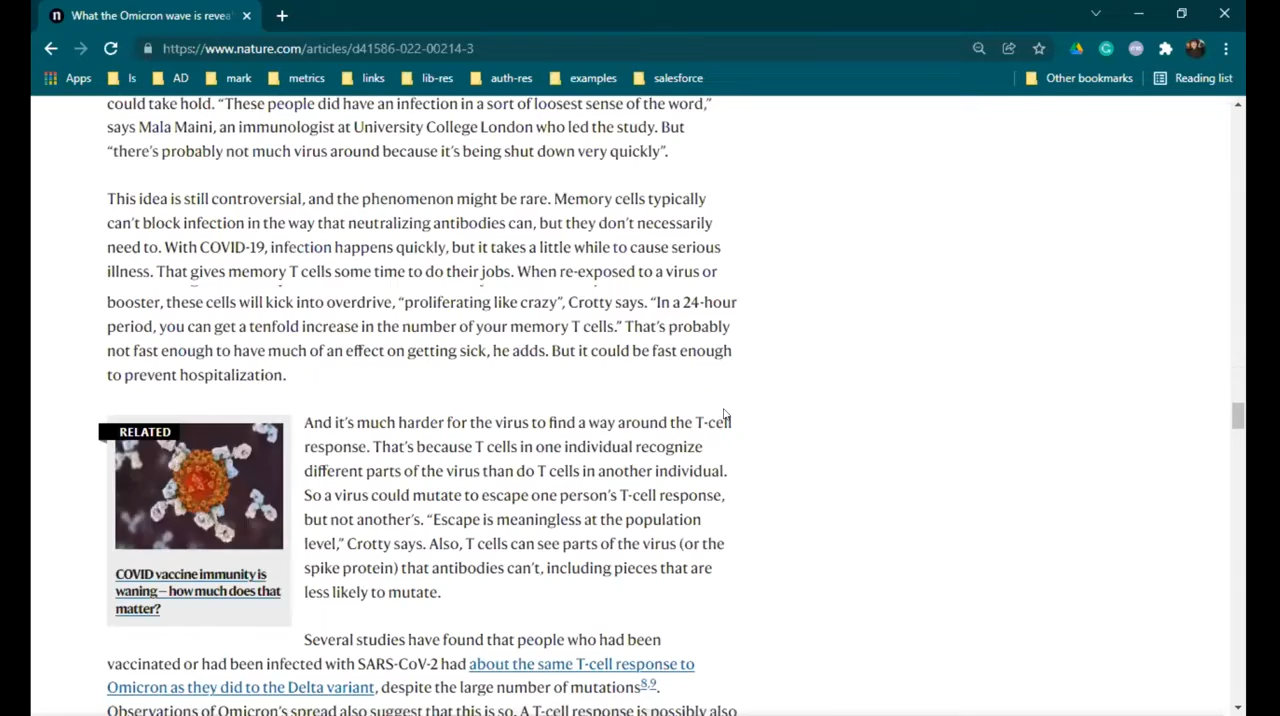 What the Omicron wave is revea
https://www.nature.com/articles/d41586-022-00214-3
Apps ls AD mark metrics links lib-res auth-res examples salesforce Other bookmarks Reading list
could take hold. “These people did have an infection in a sort of loosest sense of the word,”
says Mala Maini, an immunologist at University College London who led the study. But
“there’s probably not much virus around because it’s being shut down very quickly”.
This idea is still controversial, and the phenomenon might be rare. Memory cells typically
can’t block infection in the way that neutralizing antibodies can, but they don’t necessarily
need to. With COVID-19, infection happens quickly, but it takes a little while to cause serious
illness. That gives memory T cells some time to do their jobs. When re-exposed to a virus or
booster, these cells will kick into overdrive, “proliferating like crazy”, Crotty says. “In a 24-hour
period, you can get a tenfold increase in the number of your memory T cells.” That’s probably
not fast enough to have much of an effect on getting sick, he adds. But it could be fast enough
to prevent hospitalization.
RELATED
COVID vaccine immunity is
waning – how much does that
matter?
And it’s much harder for the virus to find a way around the T-cell
response. That’s because T cells in one individual recognize
different parts of the virus than do T cells in another individual.
So a virus could mutate to escape one person’s T-cell response,
but not another’s. “Escape is meaningless at the population
level,” Crotty says. Also, T cells can see parts of the virus (or the
spike protein) that antibodies can’t, including pieces that are
less likely to mutate.
Several studies have found that people who had been
vaccinated or had been infected with SARS-CoV-2 had about the same T-cell response to
Omicron as they did to the Delta variant, despite the large number of mutations8,9.
Observations of Omicron’s spread also suggest that this is so. A T-cell response is possibly also